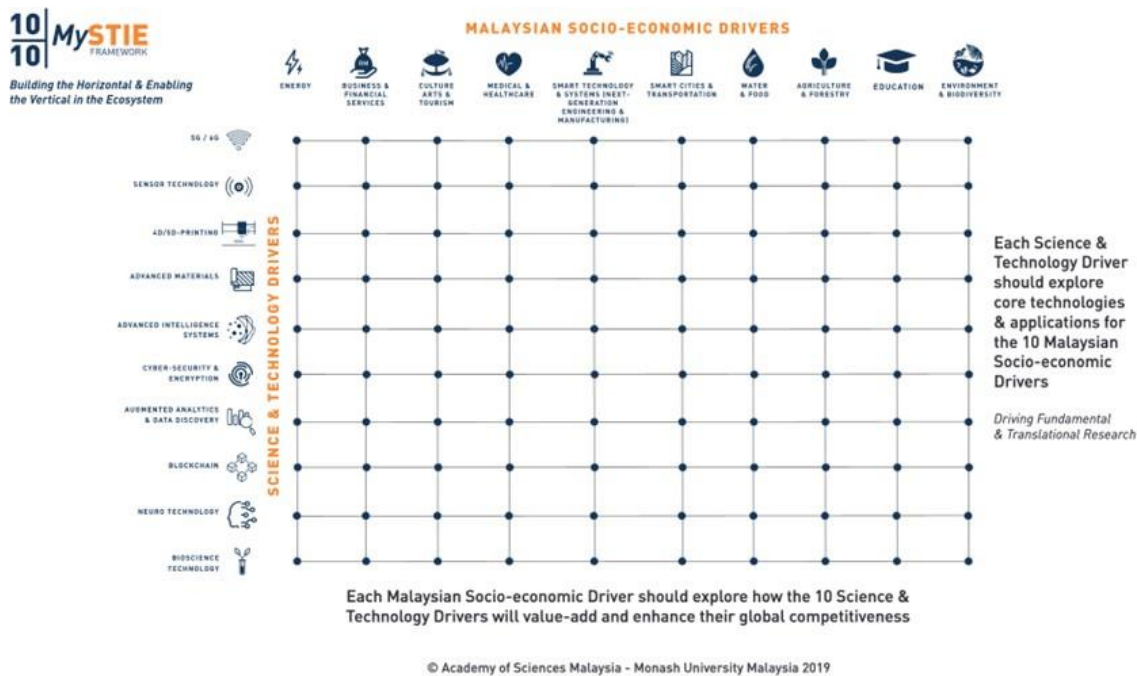 10
10
MySTIE
FRAMEWORK
Building the Horizontal & Enabling
the Vertical in the Ecosystem
MALAYSIAN SOCIO-ECONOMIC DRIVERS
ENERGY
BUSINESS &
FINANCIAL
SERVICES
CULTURE
ARTS &
TOURISM
MEDICAL &
HEALTHCARE
SMART TECHNOLOGY
& SYSTEMS (NEXT-
GENERATION
ENGINEERING &
MANUFACTURING)
SMART CITIES &
TRANSPORTATION
WATER
& FOOD
AGRICULTURE
& FORESTRY
EDUCATION
ENVIRONMENT
& BIODIVERSITY
SCIENCE & TECHNOLOGY DRIVERS
5G / 6G
SENSOR TECHNOLOGY
4D/5D-PRINTING
ADVANCED MATERIALS
ADVANCED INTELLIGENCE
SYSTEMS
CYBER-SECURITY &
ENCRYPTION
AUGMENTED ANALYTICS
& DATA DISCOVERY
BLOCKCHAIN
NEURO TECHNOLOGY
BIOSCIENCE
TECHNOLOGY
Each Science &
Technology Driver
should explore
core technologies
& applications for
the 10 Malaysian
Socio-economic
Drivers
Driving Fundamental
& Translational Research
Each Malaysian Socio-economic Driver should explore how the 10 Science &
Technology Drivers will value-add and enhance their global competitiveness
© Academy of Sciences Malaysia - Monash University Malaysia 2019